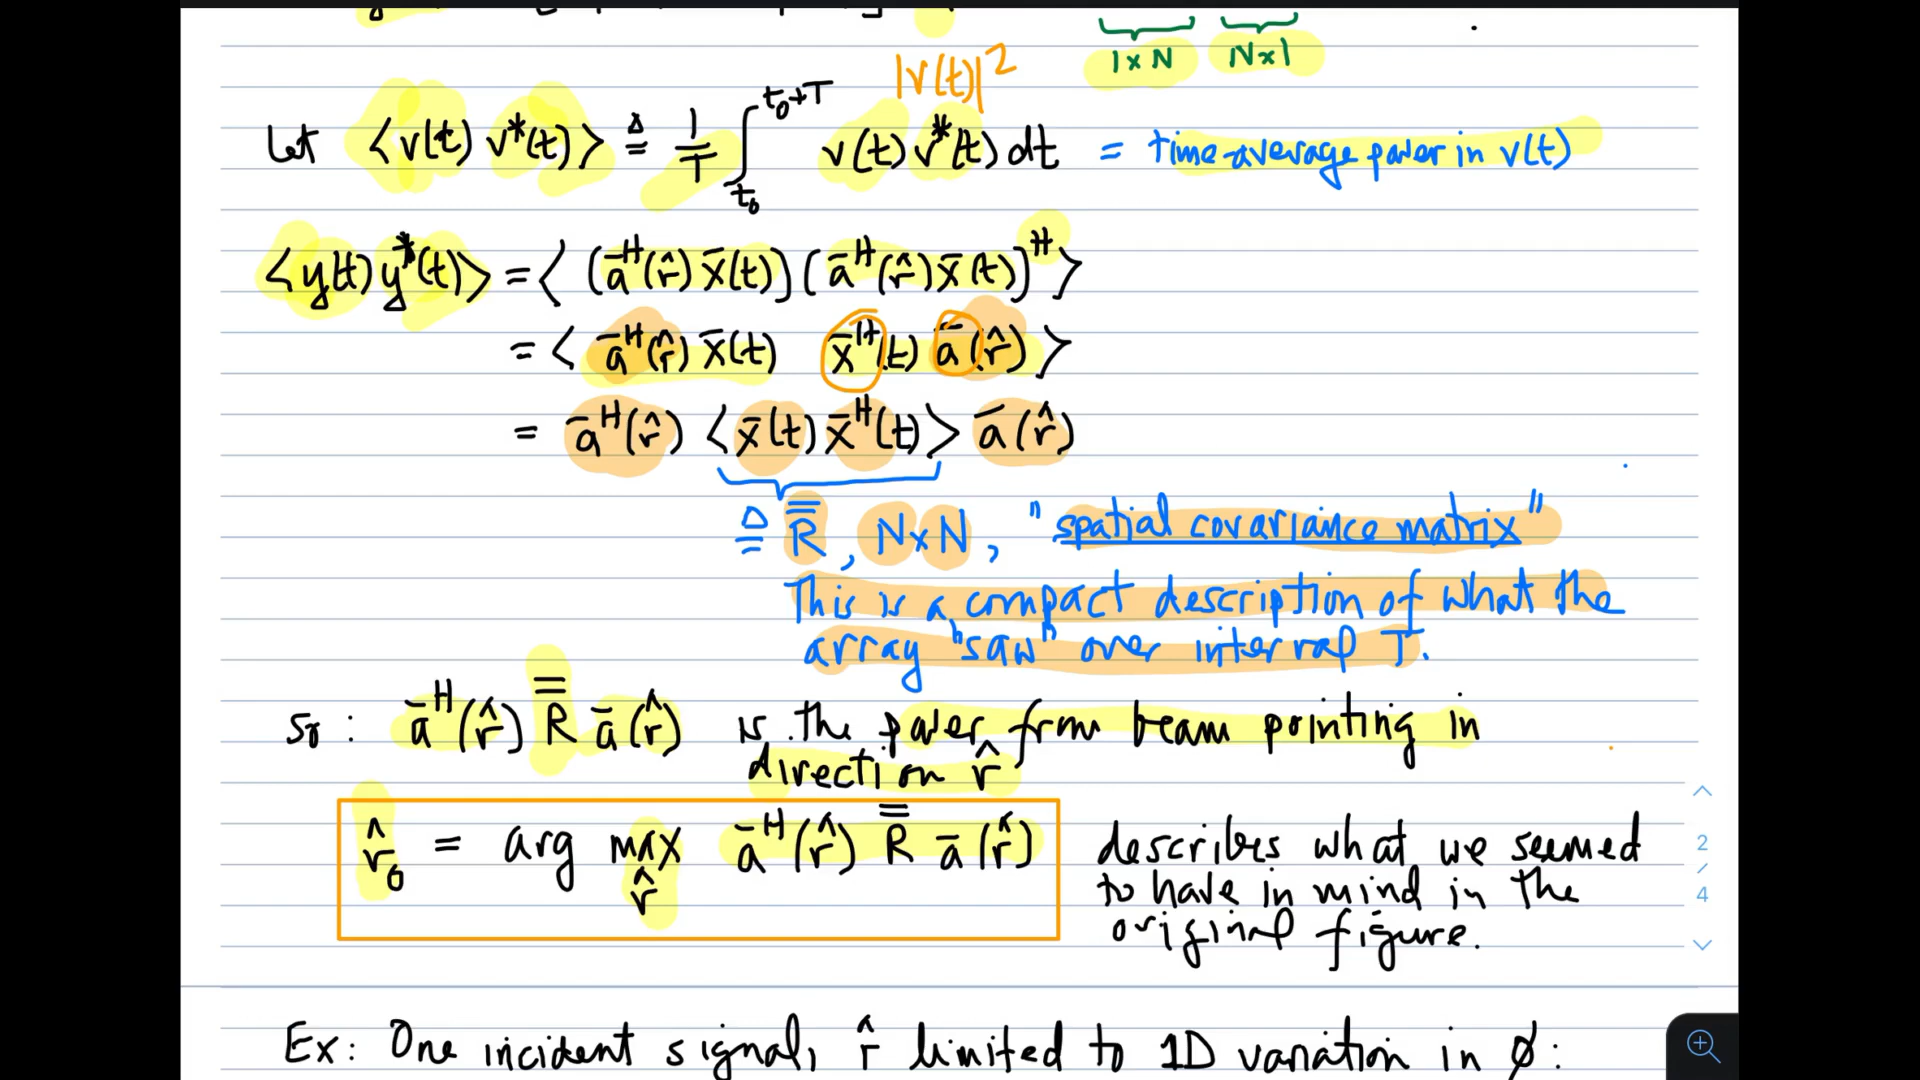 1×N N×1
|v(t)|²
Let ⟨v(t) v*(t)⟩ ≜ 1/T ∫_{t₀}^{t₀+T} v(t) v*(t) dt = time-average power in v(t)
⟨y(t) y*(t)⟩ = ⟨ (ā^H(r̂) x̄(t)) (ā^H(r̂) x̄(t))^H ⟩
= ⟨ ā^H(r̂) x̄(t) x̄^H(t) ā(r̂) ⟩
= ā^H(r̂) ⟨ x̄(t) x̄^H(t) ⟩ ā(r̂)
≜ R̿, N×N, "spatial covariance matrix"
This is a compact description of what the
array "saw" over interval T.
So: ā^H(r̂) R̿ ā(r̂) is the power from beam pointing in
direction r̂
r̂₀ = arg max_{r̂} ā^H(r̂) R̿ ā(r̂) describes what we seemed
to have in mind in the
original figure.
2
/
4
Ex: One incident signal, r̂ limited to 1D variation in ϕ: